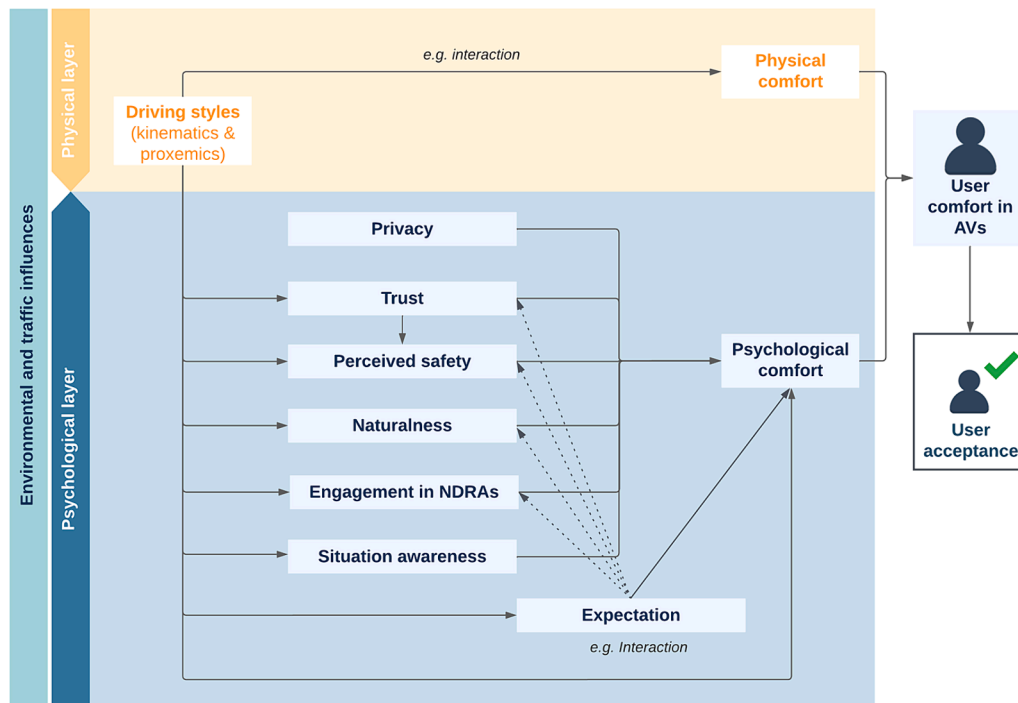 Environmental and traffic influences
Physical layer
Psychological layer
e.g. interaction
Driving styles
(kinematics &
proxemics)
Physical
comfort
User
comfort in
AVs
Privacy
Trust
Perceived safety
Naturalness
Engagement in NDRAs
Situation awareness
Expectation
e.g. Interaction
Psychological
comfort
User
acceptance